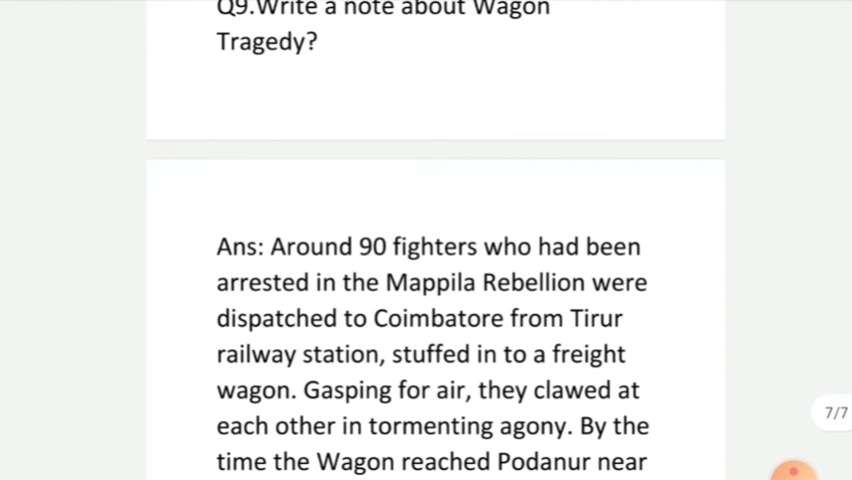 Q9.Write a note about Wagon
Tragedy?
Ans: Around 90 fighters who had been
arrested in the Mappila Rebellion were
dispatched to Coimbatore from Tirur
railway station, stuffed in to a freight
wagon. Gasping for air, they clawed at
each other in tormenting agony. By the
time the Wagon reached Podanur near
7/7